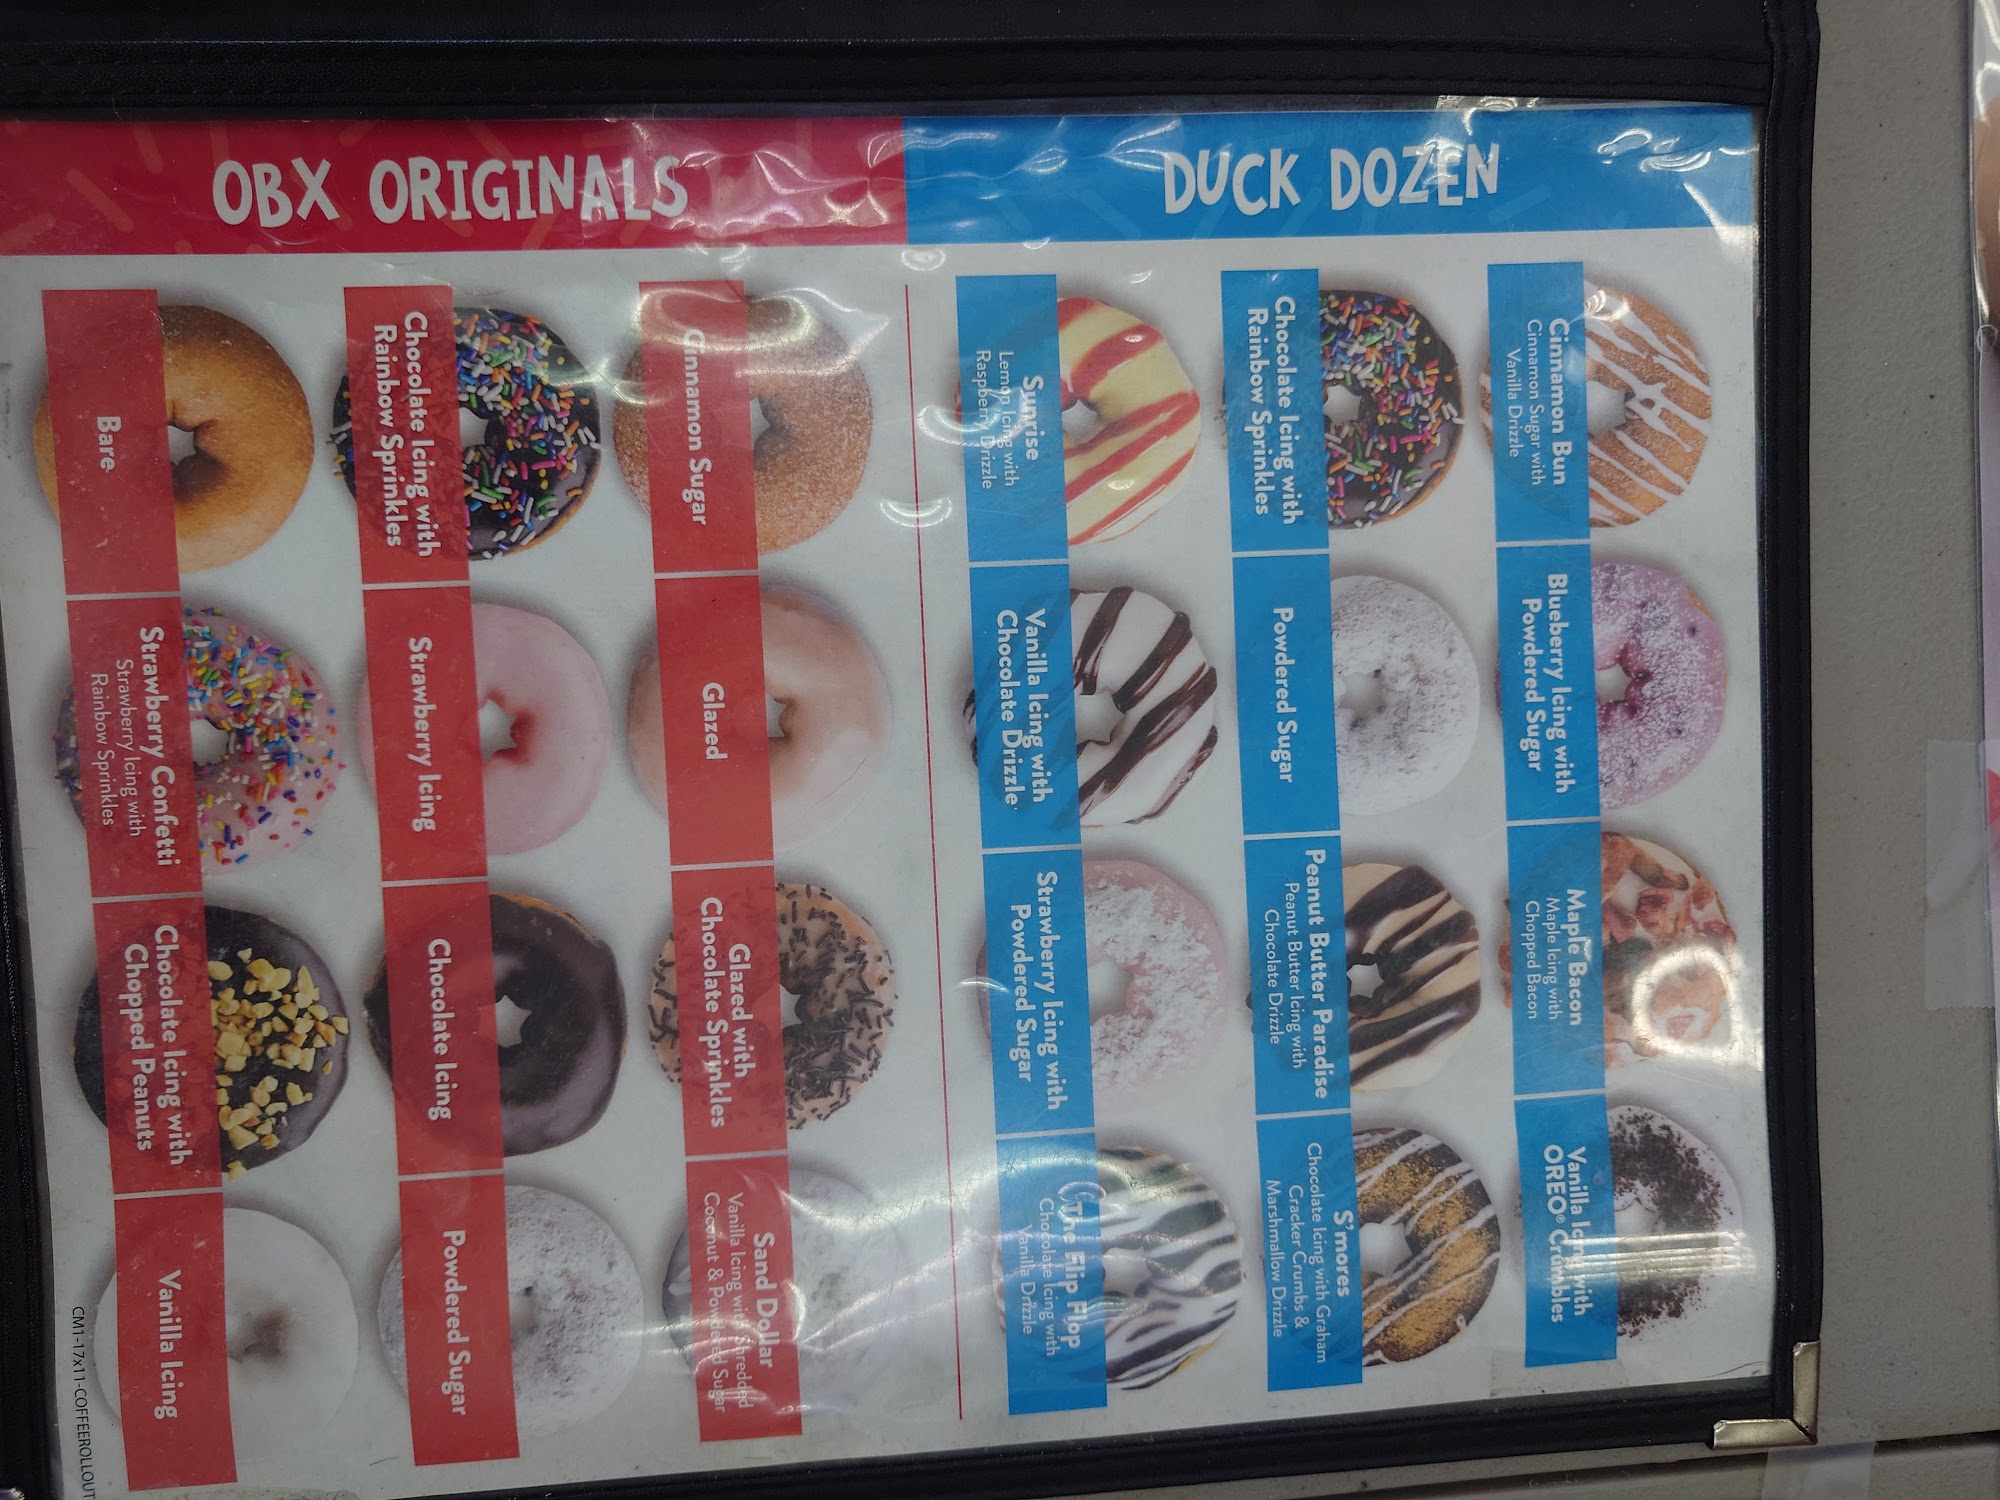 DUCK DOZEN
Cinnamon Bun
Cinnamon Sugar with
Vanilla Drizzle
Blueberry Icing with
Powdered Sugar
Maple Bacon
Maple Icing with
Chopped Bacon
Vanilla Icing with
OREO® Crumbles
Chocolate Icing with
Rainbow Sprinkles
Powdered Sugar
Peanut Butter Paradise
Peanut Butter Icing with
Chocolate Drizzle
S'mores
Chocolate Icing with Graham
Cracker Crumbs &
Marshmallow Drizzle
Sunrise
Lemon Icing with
Raspberry Drizzle
Vanilla Icing with
Chocolate Drizzle
Strawberry Icing with
Powdered Sugar
The Flip Flop
Chocolate Icing with
Vanilla Drizzle
OBX ORIGINALS
Cinnamon Sugar
Glazed
Glazed with
Chocolate Sprinkles
Sand Dollar
Vanilla Icing with Shredded
Coconut & Powdered Sugar
Chocolate Icing with
Rainbow Sprinkles
Strawberry Icing
Chocolate Icing
Powdered Sugar
Bare
Strawberry Confetti
Strawberry Icing with
Rainbow Sprinkles
Chocolate Icing with
Chopped Peanuts
Vanilla Icing
CM1-17x11-COFFEEROLLOUT